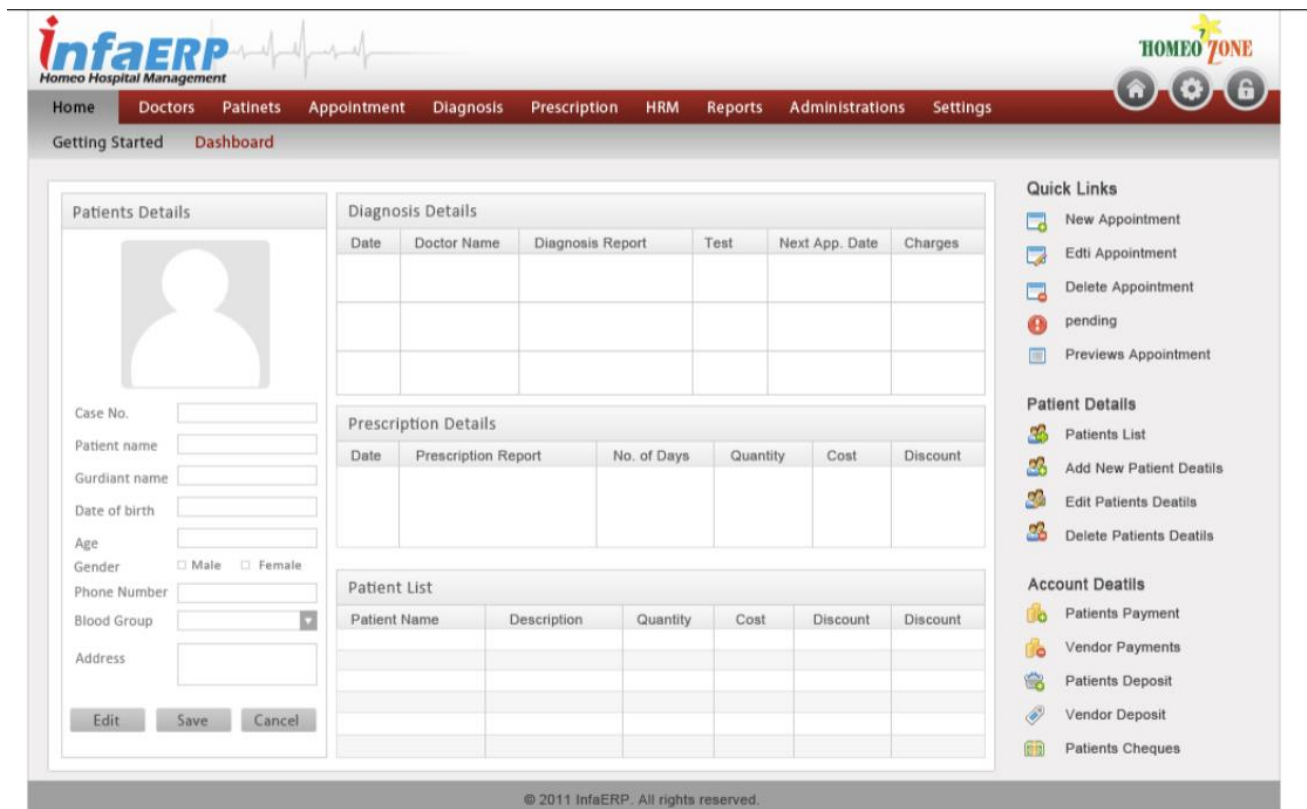 infaERP
Homeo Hospital Management
HOMEO ZONE
Home Doctors Patinets Appointment Diagnosis Prescription HRM Reports Administrations Settings
Getting Started Dashboard
Patients Details
Case No.
Patient name
Gurdiant name
Date of birth
Age
Gender Male Female
Phone Number
Blood Group
Address
Edit Save Cancel
Diagnosis Details
Date Doctor Name Diagnosis Report Test Next App. Date Charges
Prescription Details
Date Prescription Report No. of Days Quantity Cost Discount
Patient List
Patient Name Description Quantity Cost Discount Discount
Quick Links
New Appointment
Edti Appointment
Delete Appointment
pending
Previews Appointment
Patient Details
Patients List
Add New Patient Deatils
Edit Patients Deatils
Delete Patients Deatils
Account Deatils
Patients Payment
Vendor Payments
Patients Deposit
Vendor Deposit
Patients Cheques
© 2011 InfaERP. All rights reserved.